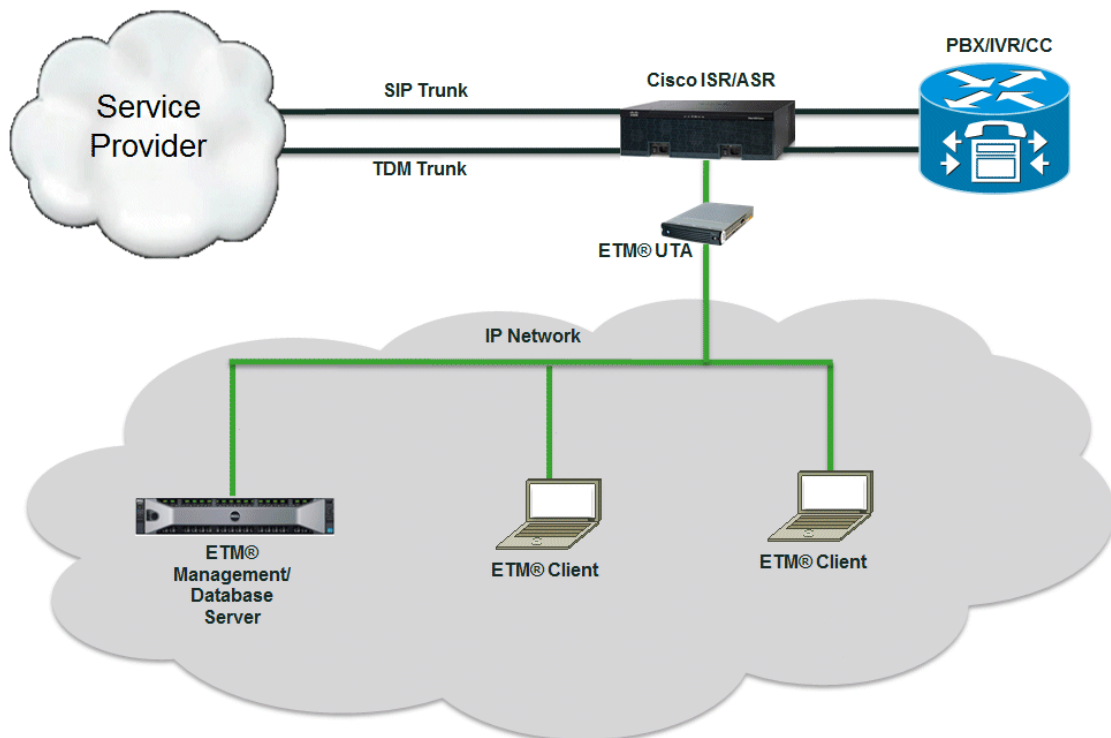 PBX/IVR/CC
Cisco ISR/ASR
SIP Trunk
Service
Provider
TDM Trunk
ETM® UTA
IP Network
ETM®
Management/
Database
Server
ETM® Client
ETM® Client